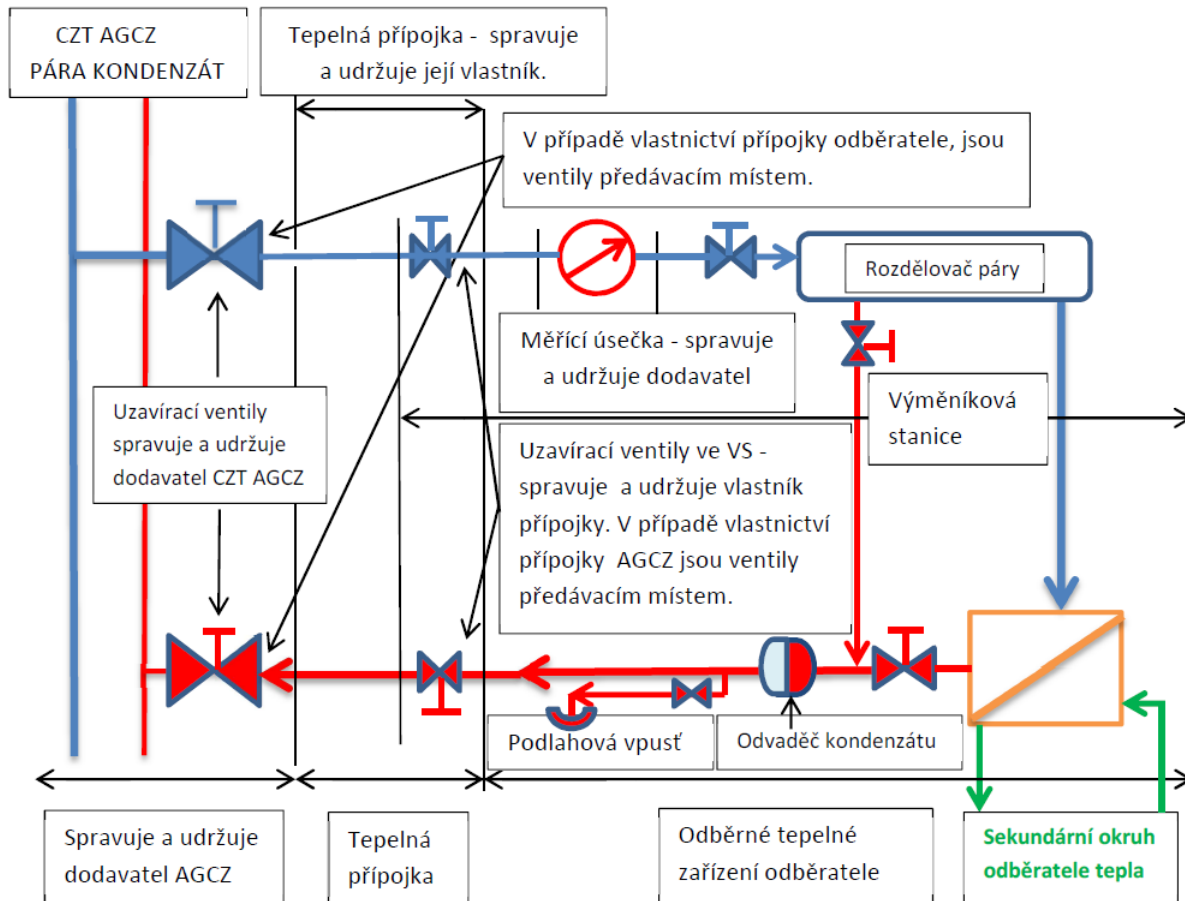 CZT AGCZ
PÁRA KONDENZÁT
Tepelná přípojka - spravuje
a udržuje její vlastník.
V případě vlastnictví přípojky odběratele, jsou
ventily předávacím místem.
Rozdělovač páry
Měřící úsečka - spravuje
a udržuje dodavatel
Výměníková
stanice
Uzavírací ventily
spravuje a udržuje
dodavatel CZT AGCZ
Uzavírací ventily ve VS -
spravuje a udržuje vlastník
přípojky. V případě vlastnictví
přípojky AGCZ jsou ventily
předávacím místem.
Podlahová vpusť
Odvaděč kondenzátu
Spravuje a udržuje
dodavatel AGCZ
Tepelná
přípojka
Odběrné tepelné
zařízení odběratele
Sekundární okruh
odběratele tepla